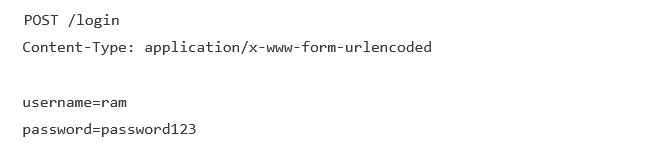 POST /login
Content-Type: application/x-www-form-urlencoded
username=ram
password=password123